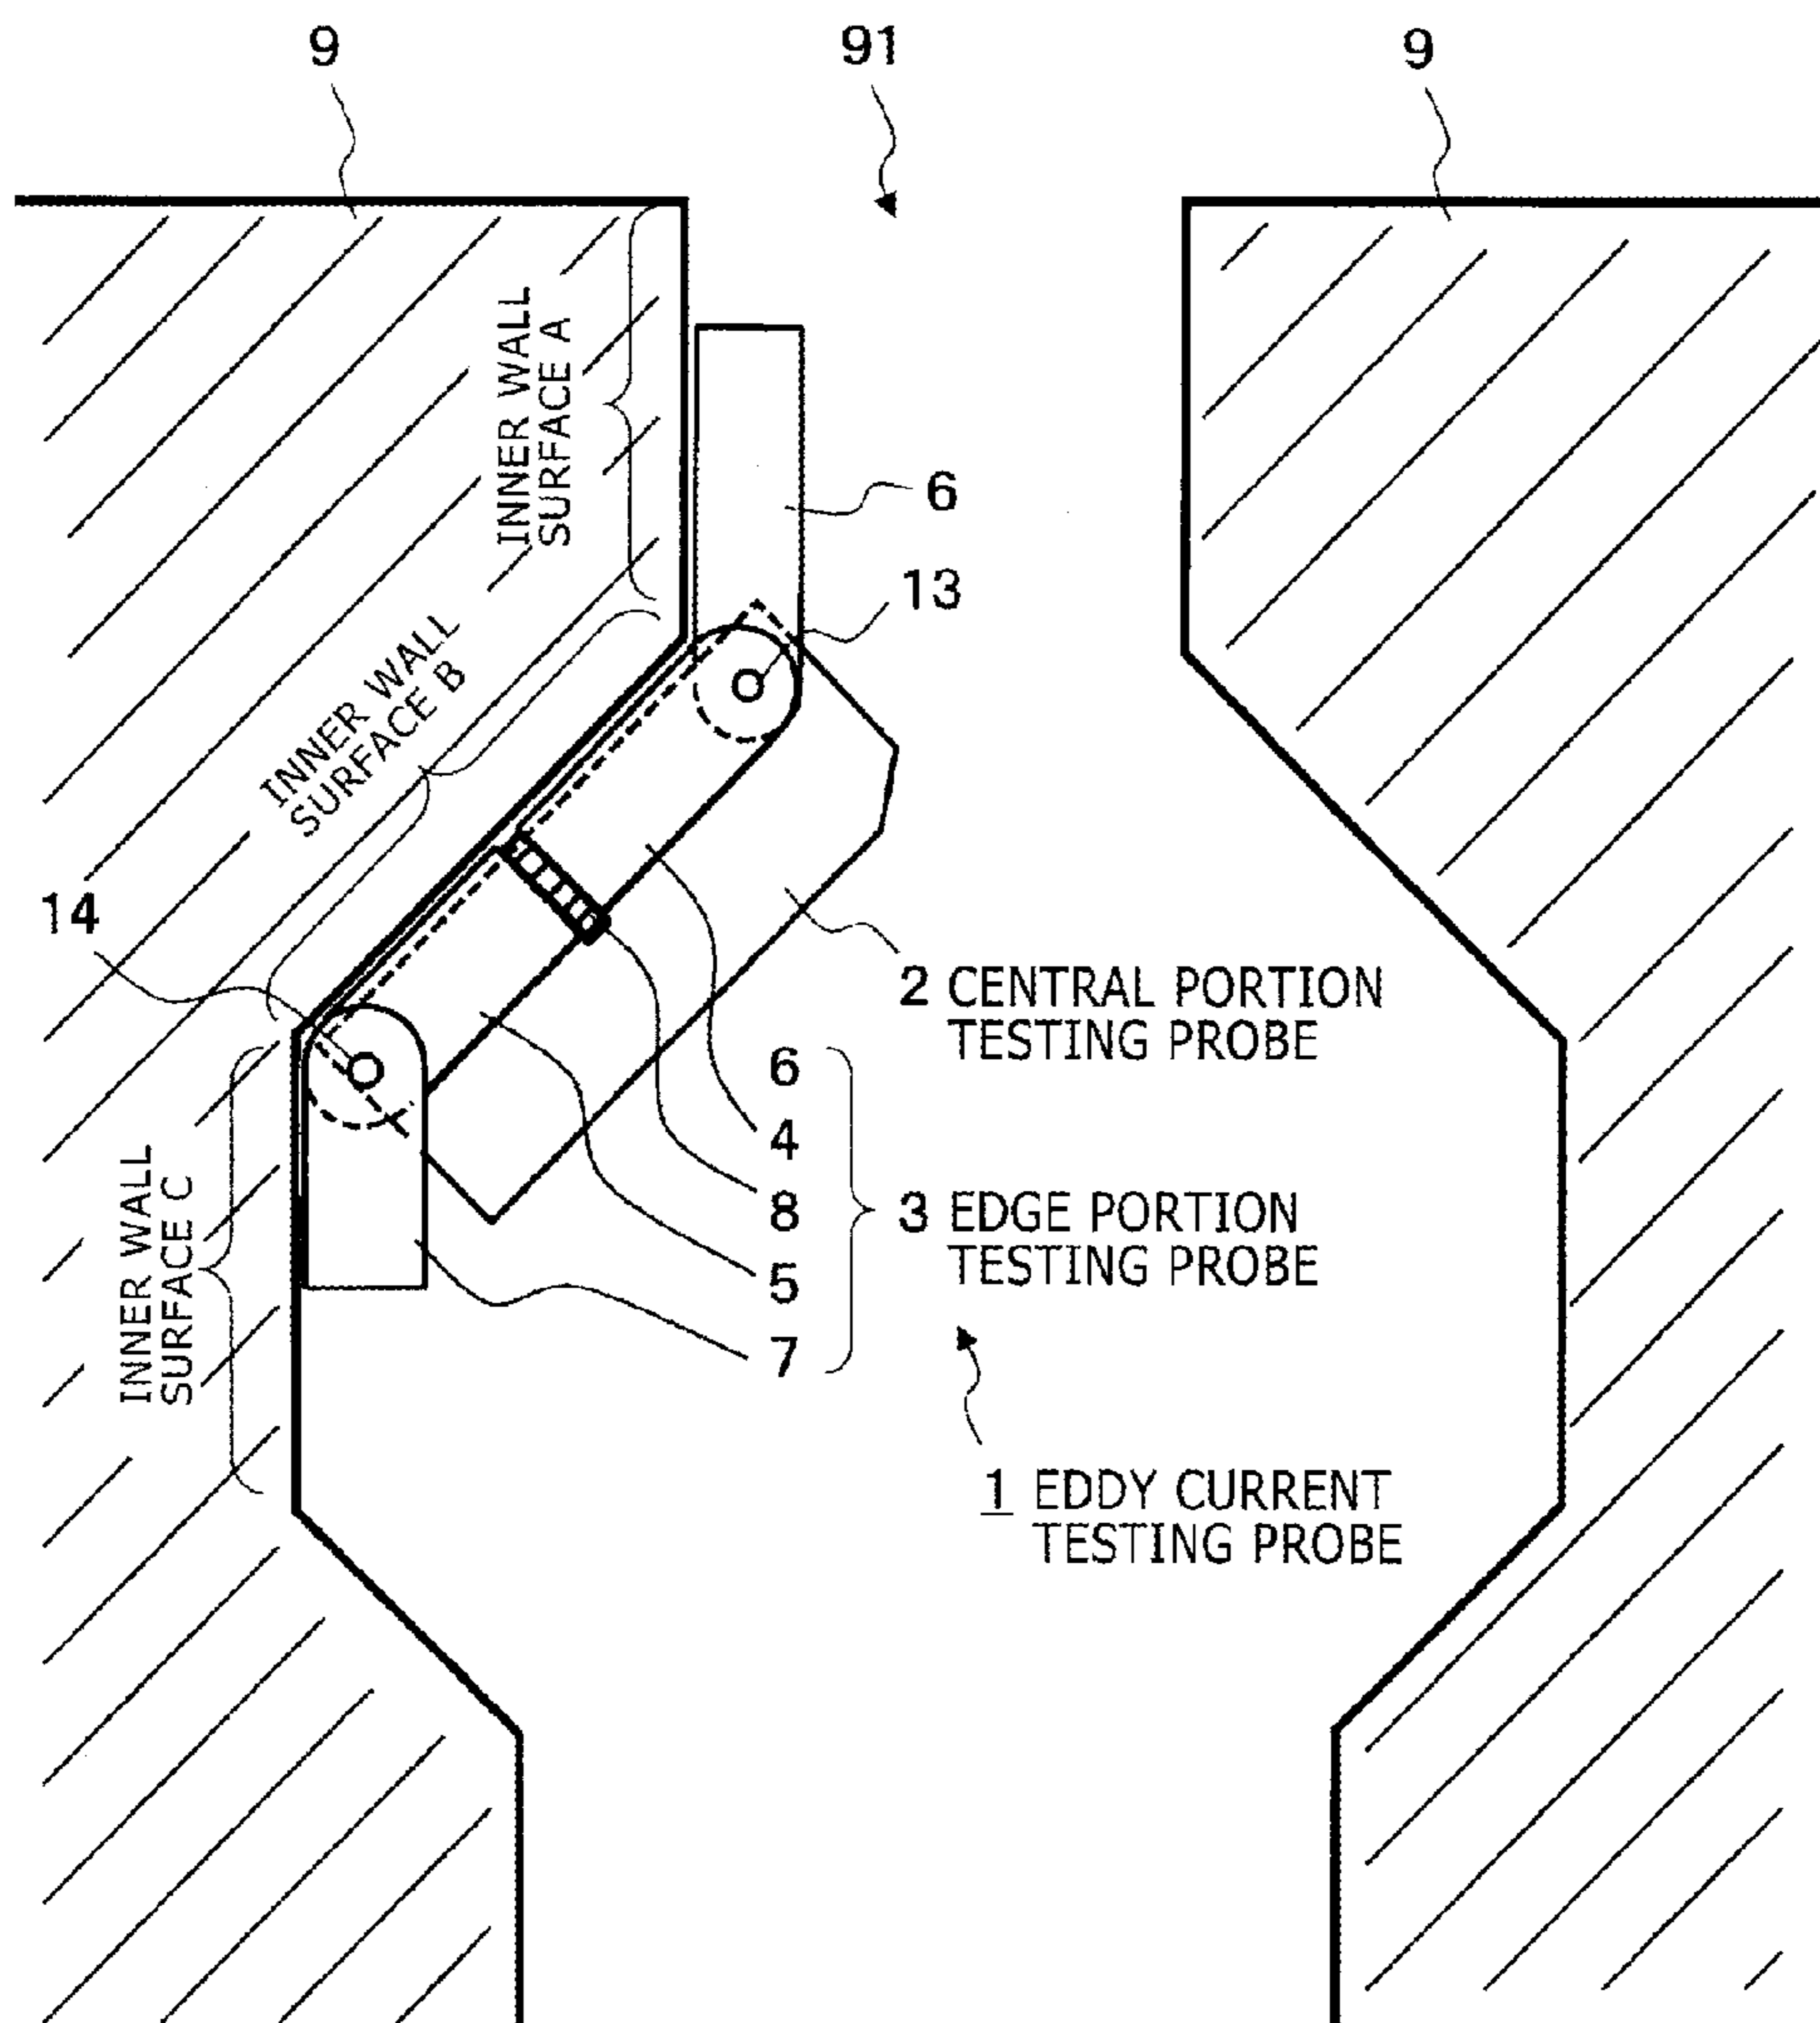 9
91
9
INNER WALL
SURFACE A
6
13
INNER WALL
SURFACE B
14
2 CENTRAL PORTION
TESTING PROBE
6
4
8
5
7
3 EDGE PORTION
TESTING PROBE
INNER WALL
SURFACE C
1 EDDY CURRENT
TESTING PROBE